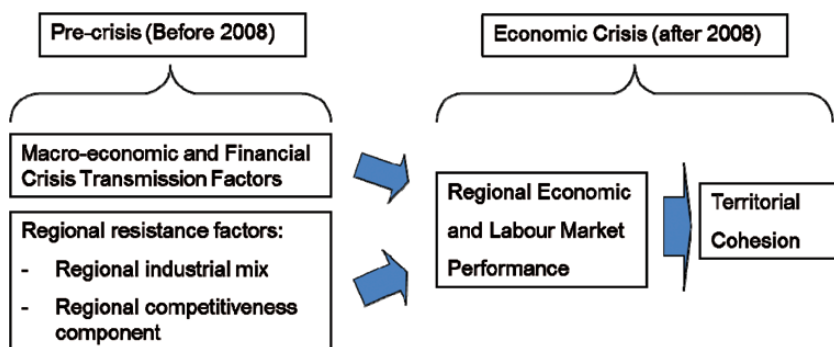 Pre-crisis (Before 2008)
Economic Crisis (after 2008)
Macro-economic and Financial
Crisis Transmission Factors
Regional resistance factors:
- Regional industrial mix
- Regional competitiveness
component
Regional Economic
and Labour Market
Performance
Territorial
Cohesion